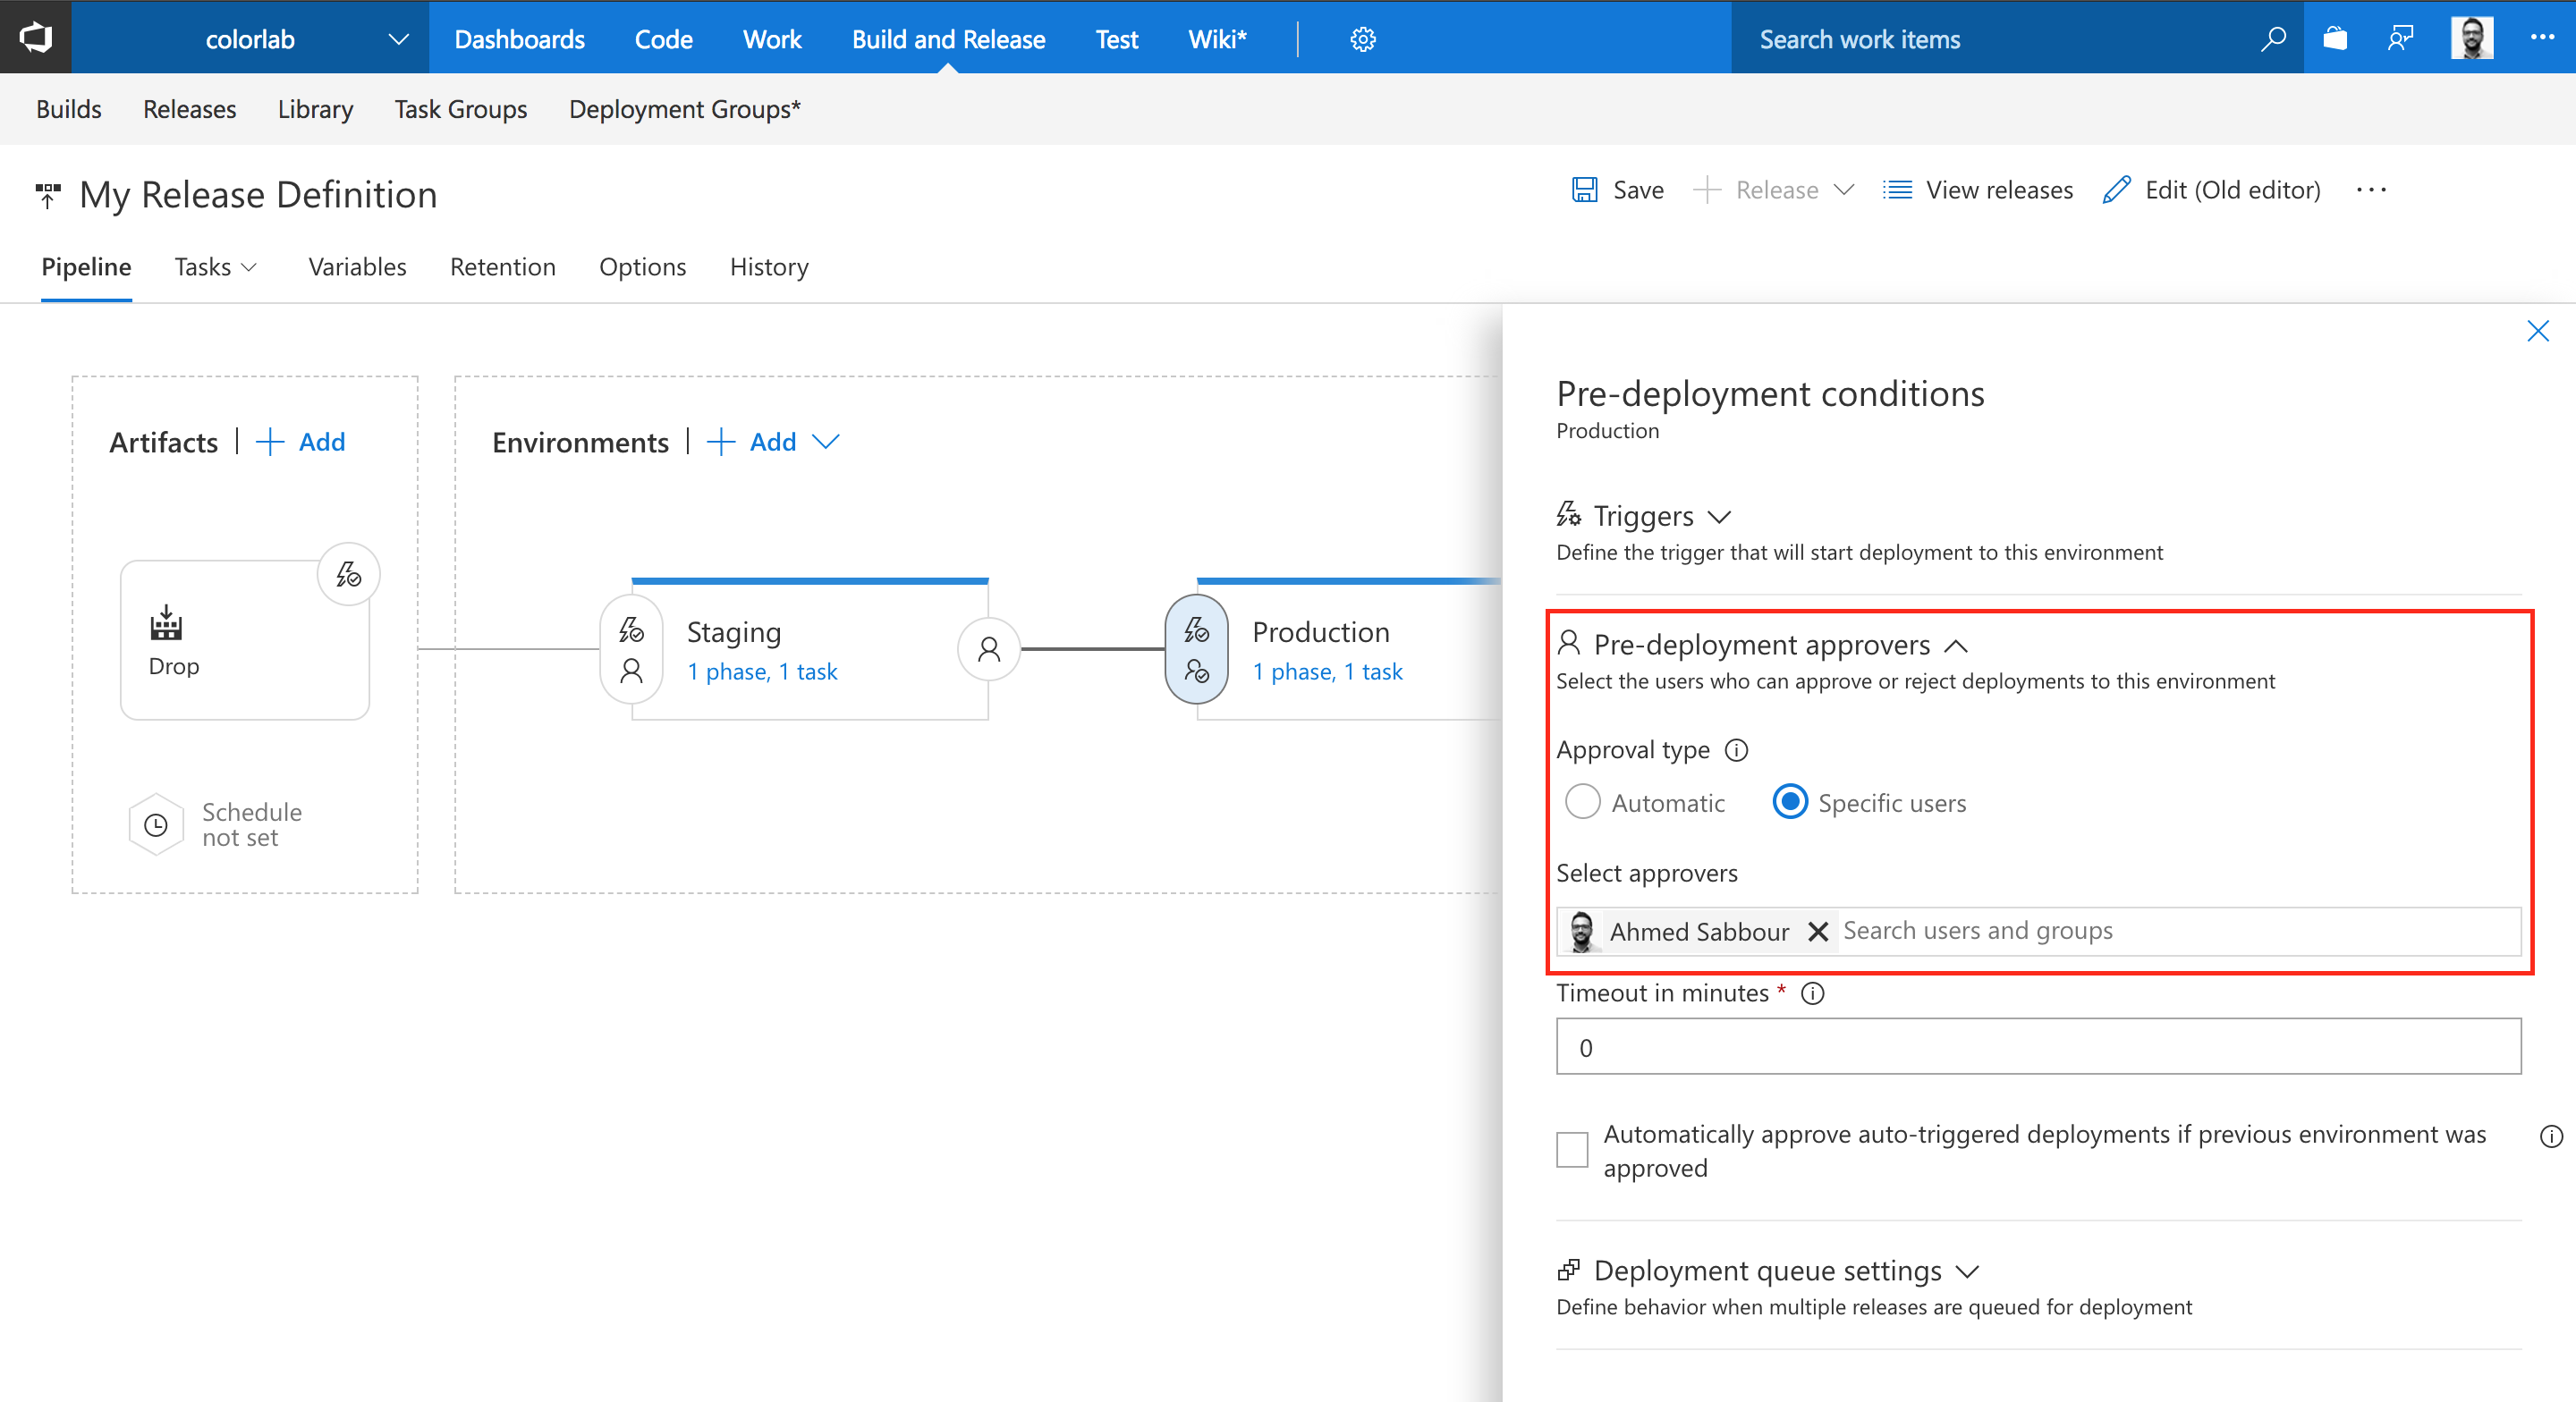 colorlab
Dashboards
Code
Work
Build and Release
Test
Wiki*
Search work items
Builds
Releases
Library
Task Groups
Deployment Groups*
My Release Definition
Save
Release
View releases
Edit (Old editor)
Pipeline
Tasks
Variables
Retention
Options
History
Artifacts
Add
Drop
Schedule
not set
Environments
Add
Staging
1 phase, 1 task
Production
1 phase, 1 task
Pre-deployment conditions
Production
Triggers
Define the trigger that will start deployment to this environment
Pre-deployment approvers
Select the users who can approve or reject deployments to this environment
Approval type
Automatic
Specific users
Select approvers
Ahmed Sabbour
Search users and groups
Timeout in minutes *
0
Automatically approve auto-triggered deployments if previous environment was
approved
Deployment queue settings
Define behavior when multiple releases are queued for deployment